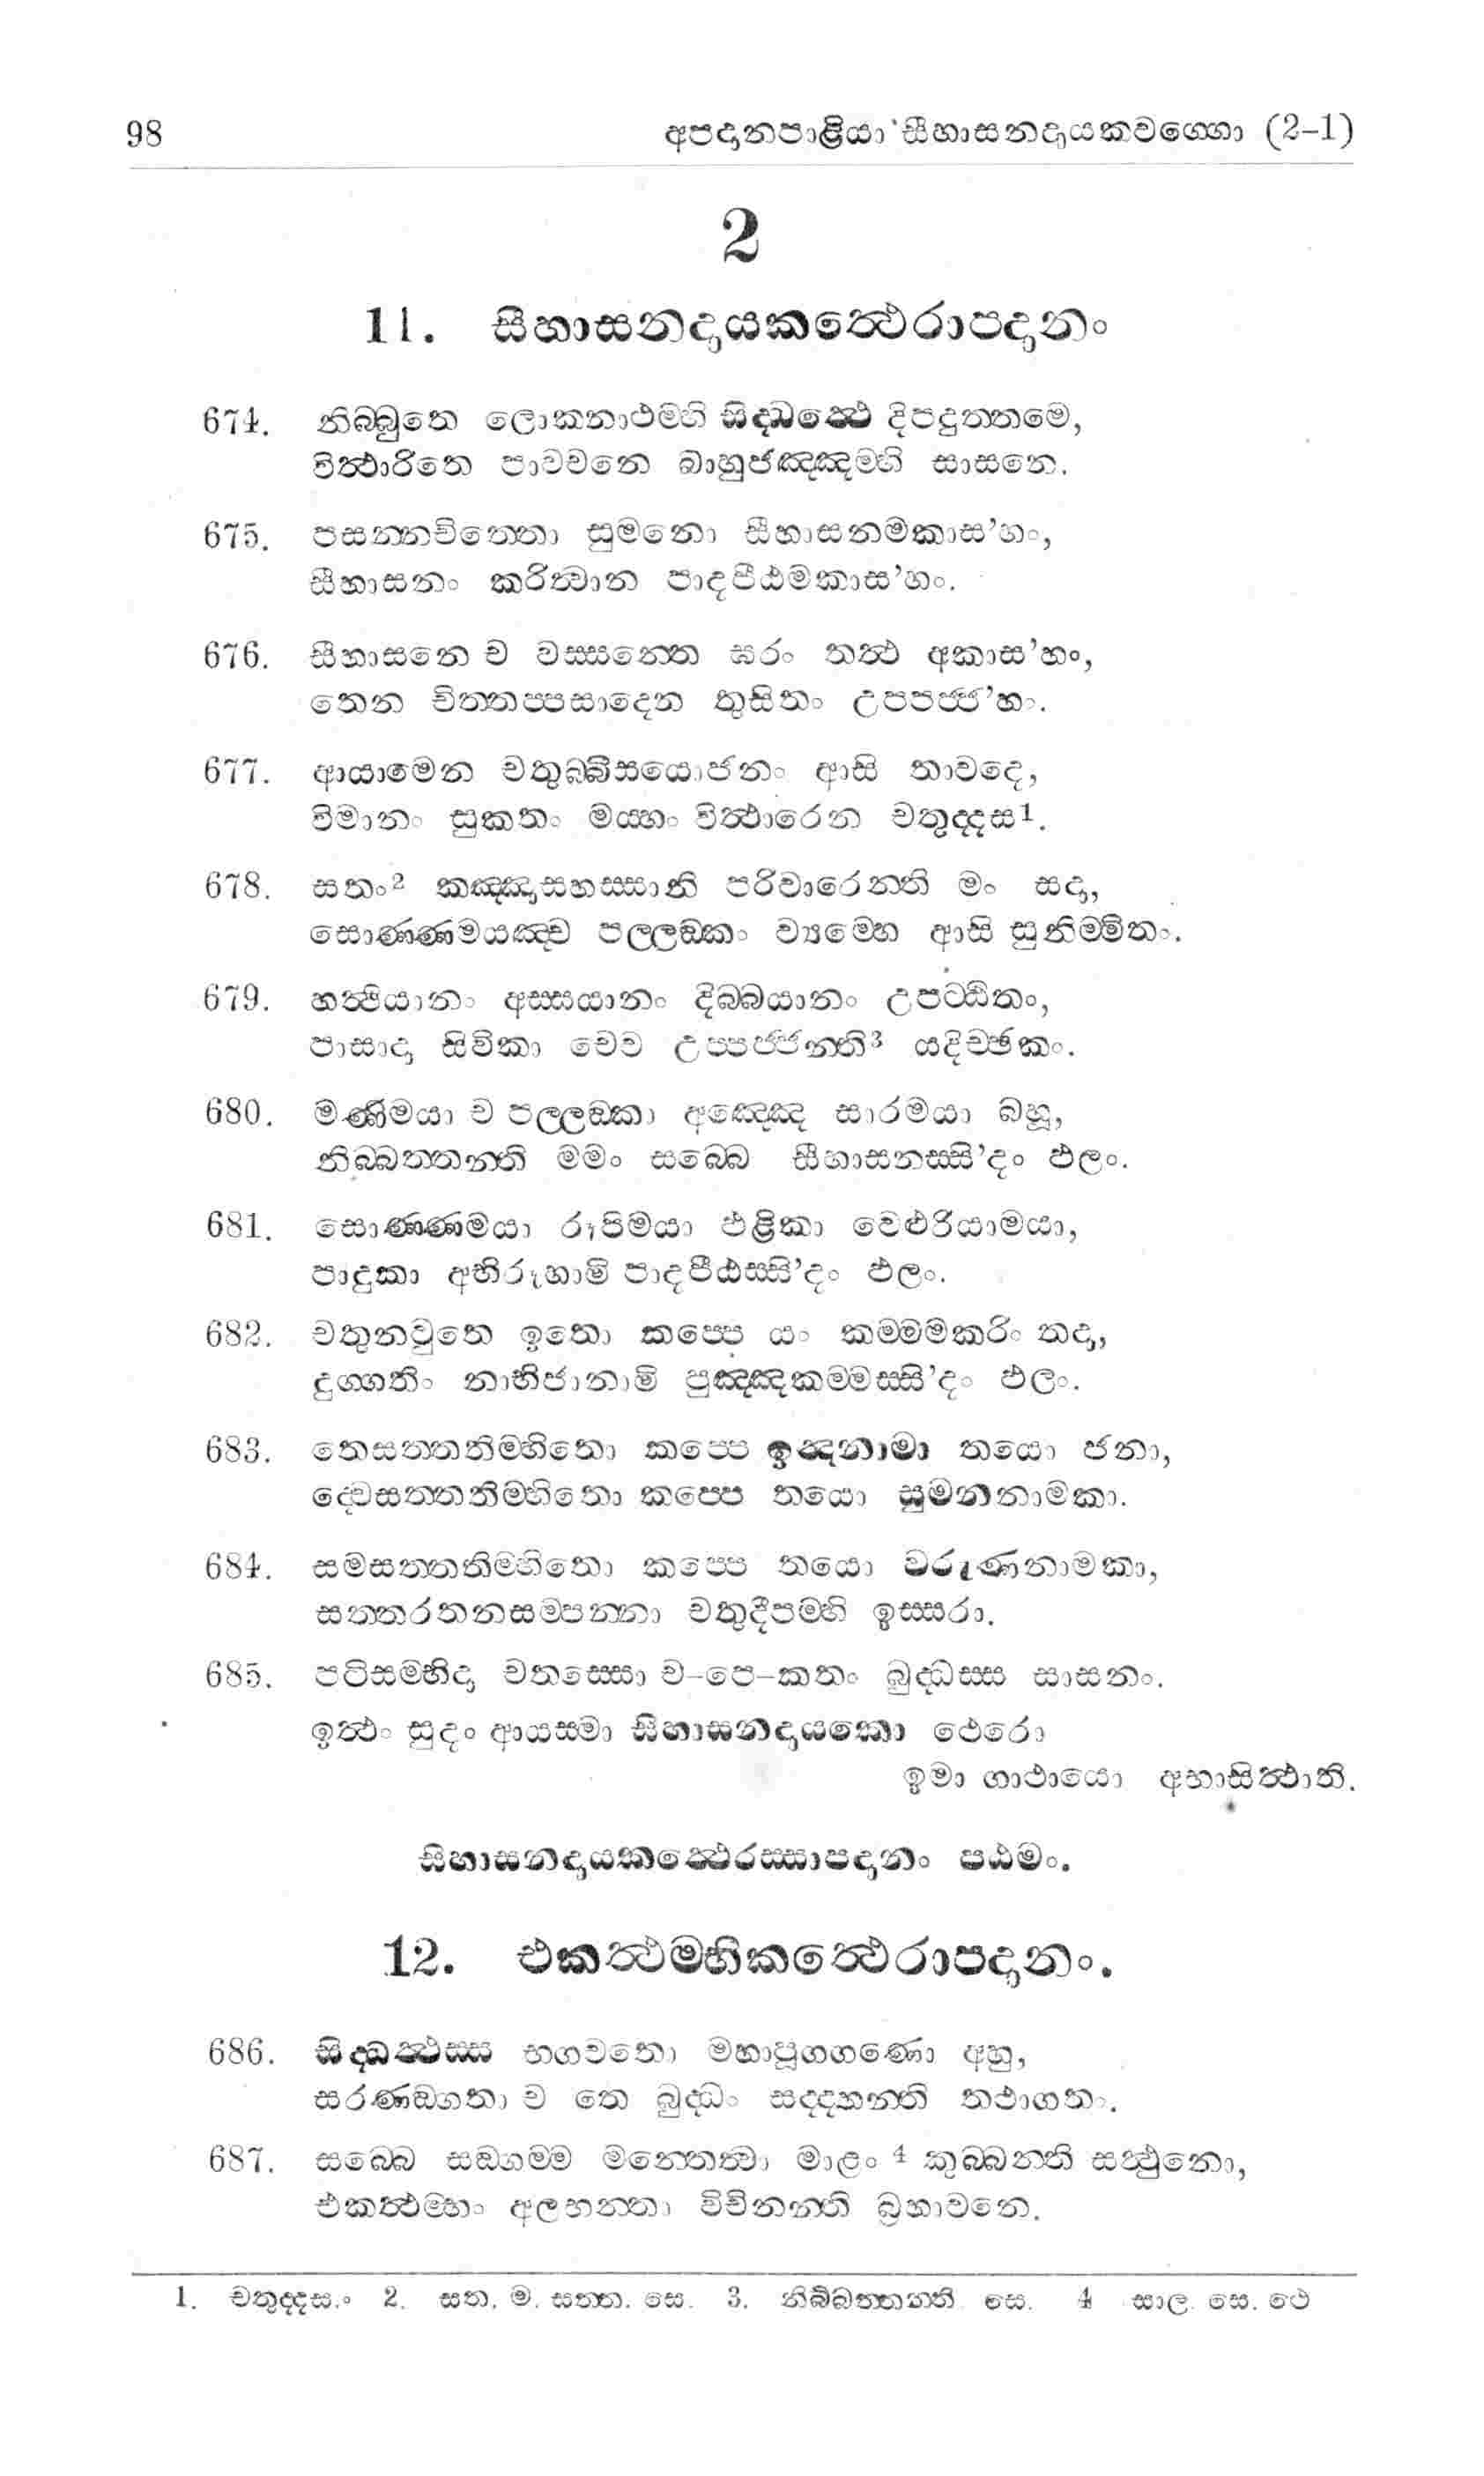 98 අපදානපාළියා සීහාසනදායකවග්ගො (2-1)
2
11. සීහාසනදායකත්ථෙරාපදානං
674. නිබ්බුතෙ ලොකනාථම්හි සිද්ධත්ථෙ දිපදුත්තමෙ,
විත්ථාරිතෙ පාවචනෙ බාහුජඤ්ඤම්හි සාසනෙ.
675. පසන්නචිත්තො සුමනො සීහාසනමකාස'හං,
සීහාසනං කරිත්වාන පාදපීඨමකාස'හං.
676. සීහාසනෙ ච වස්සන්තෙ ඝරං තත්ථ අකාස'හං,
තෙන චිත්තප්පසාදෙන තුසිතං උපපජ්ජ'හං.
677. ආයාමෙන චතුබ්බීසයොජනං ආසි තාවදෙ,
විමානං සුකතං මය්හං විත්ථාරෙන චතුද්දස1.
678. සතං2 කඤ්ඤාසහස්සානි පරිවාරෙන්ති මං සදා,
සොණ්ණමයඤ්ච පල්ලඞ්කං ව්‍යම්හෙ ආසි සුනිම්මිතං.
679. හත්ථියානං අස්සයානං දිබ්බයානං උපට්ඨිතං,
පාසාදා සිවිකා චෙව උප්පජ්ජන්ති3 යදිච්ඡකං.
680. මණිමයා ච පල්ලඞ්කා අඤ්ඤෙ සාරමයා බහූ,
නිබ්බත්තන්ති මමං සබ්බෙ සීහාසනස්සි'දං ඵලං.
681. සොණ්ණමයා රූපිමයා ඵළිකා වෙළුරියාමයා,
පාදුකා අභිරූහාමි පාදපීඨස්සි'දං ඵලං.
682. චතුනවුතෙ ඉතො කප්පෙ යං කම්මමකරිං තදා,
දුග්ගතිං නාභිජානාමි පුඤ්ඤකම්මස්සි'දං ඵලං.
683. තෙසත්තතිම්හිතො කප්පෙ ඉඤනාමා තයො ජනා,
ද්වෙසත්තතිම්හිතො කප්පෙ තයො සුමනනාමකා.
684. සමසත්තතිම්හිතො කප්පෙ තයො වරුණනාමකා,
සත්තරතනසම්පන්නා චතුදීපම්හි ඉස්සරා.
685. පටිසම්භිදා චතස්සො ච-පෙ-කතං බුද්ධස්ස සාසනං.
ඉත්ථං සුදං ආයස්මා සීහාසනදායකො ථෙරො
ඉමා ගාථායො අභාසිත්ථාති.
සීහාසනදායකත්ථෙරස්සාපදානං පඨමං.
12. එකත්ථම්භිකත්ථෙරාපදානං.
686. සිද්ධත්ථස්ස භගවතො මහාපූගගණො අහු,
සරණඞ්ගතා ච තෙ බුද්ධං සද්දහන්ති තථාගතං.
687. සබ්බෙ සඞ්ගම්ම මන්තෙත්වා මාළං 4 කුබ්බන්ති සත්ථුනො,
එකත්ථම්භං අලභන්තා විචිනන්ති බ්‍රහාවනෙ.
1. චතුද්දස.ං 2. සත. ම. සත්ත. සෙ. 3. නිබ්බත්තන්ති සෙ. 4 සාල. සෙ. ථෙ